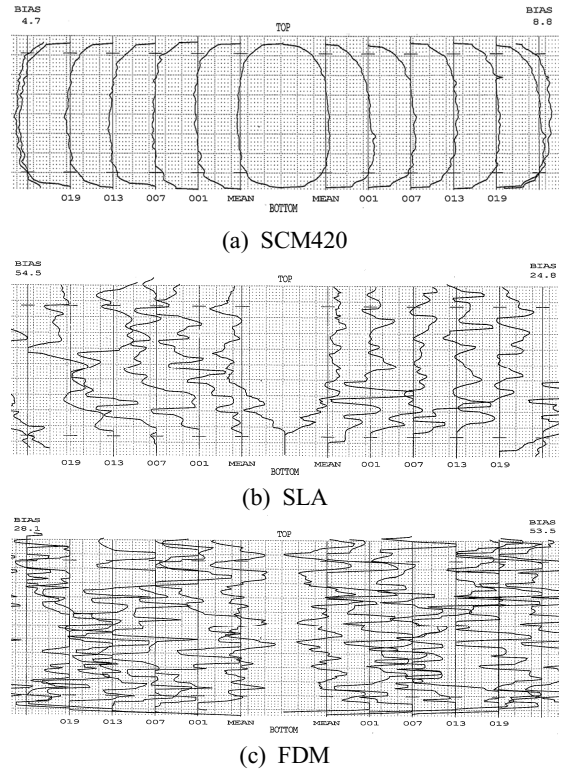 BIAS BIAS
4.7 TOP 8.8
019 013 007 001 MEAN MEAN 001 007 013 019
BOTTOM
(a) SCM420
BIAS BIAS
54.5 TOP 24.8
019 013 007 001 MEAN MEAN 001 007 013 019
BOTTOM
(b) SLA
BIAS BIAS
28.1 TOP 53.5
019 013 007 001 MEAN MEAN 001 007 013 019
BOTTOM
(c) FDM